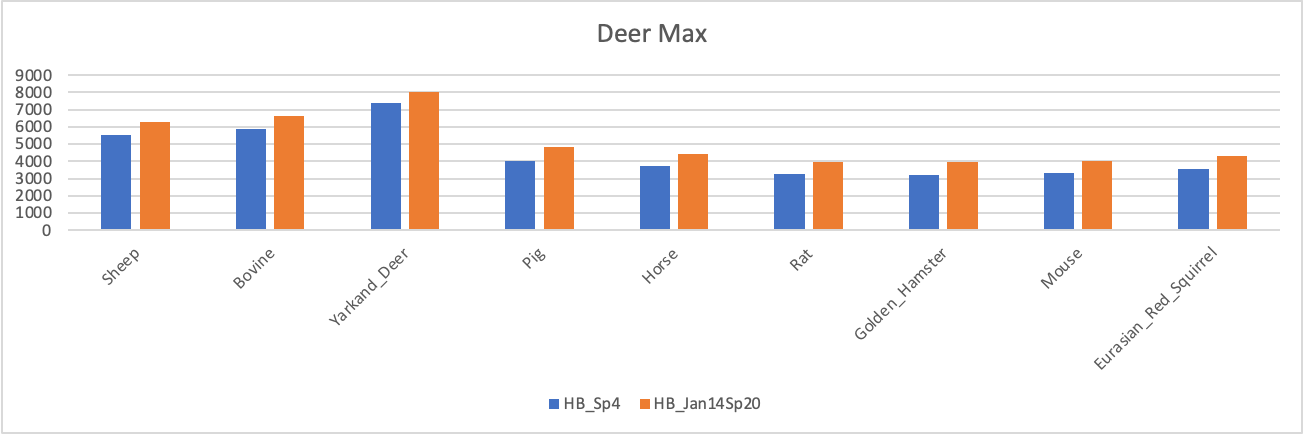 Deer Max
9000
8000
7000
6000
5000
4000
3000
2000
1000
0
Sheep
Bovine
Yarkand_Deer
Pig
Horse
Rat
Golden_Hamster
Mouse
Eurasian_Red_Squirrel
HB_Sp4 HB_Jan14Sp20